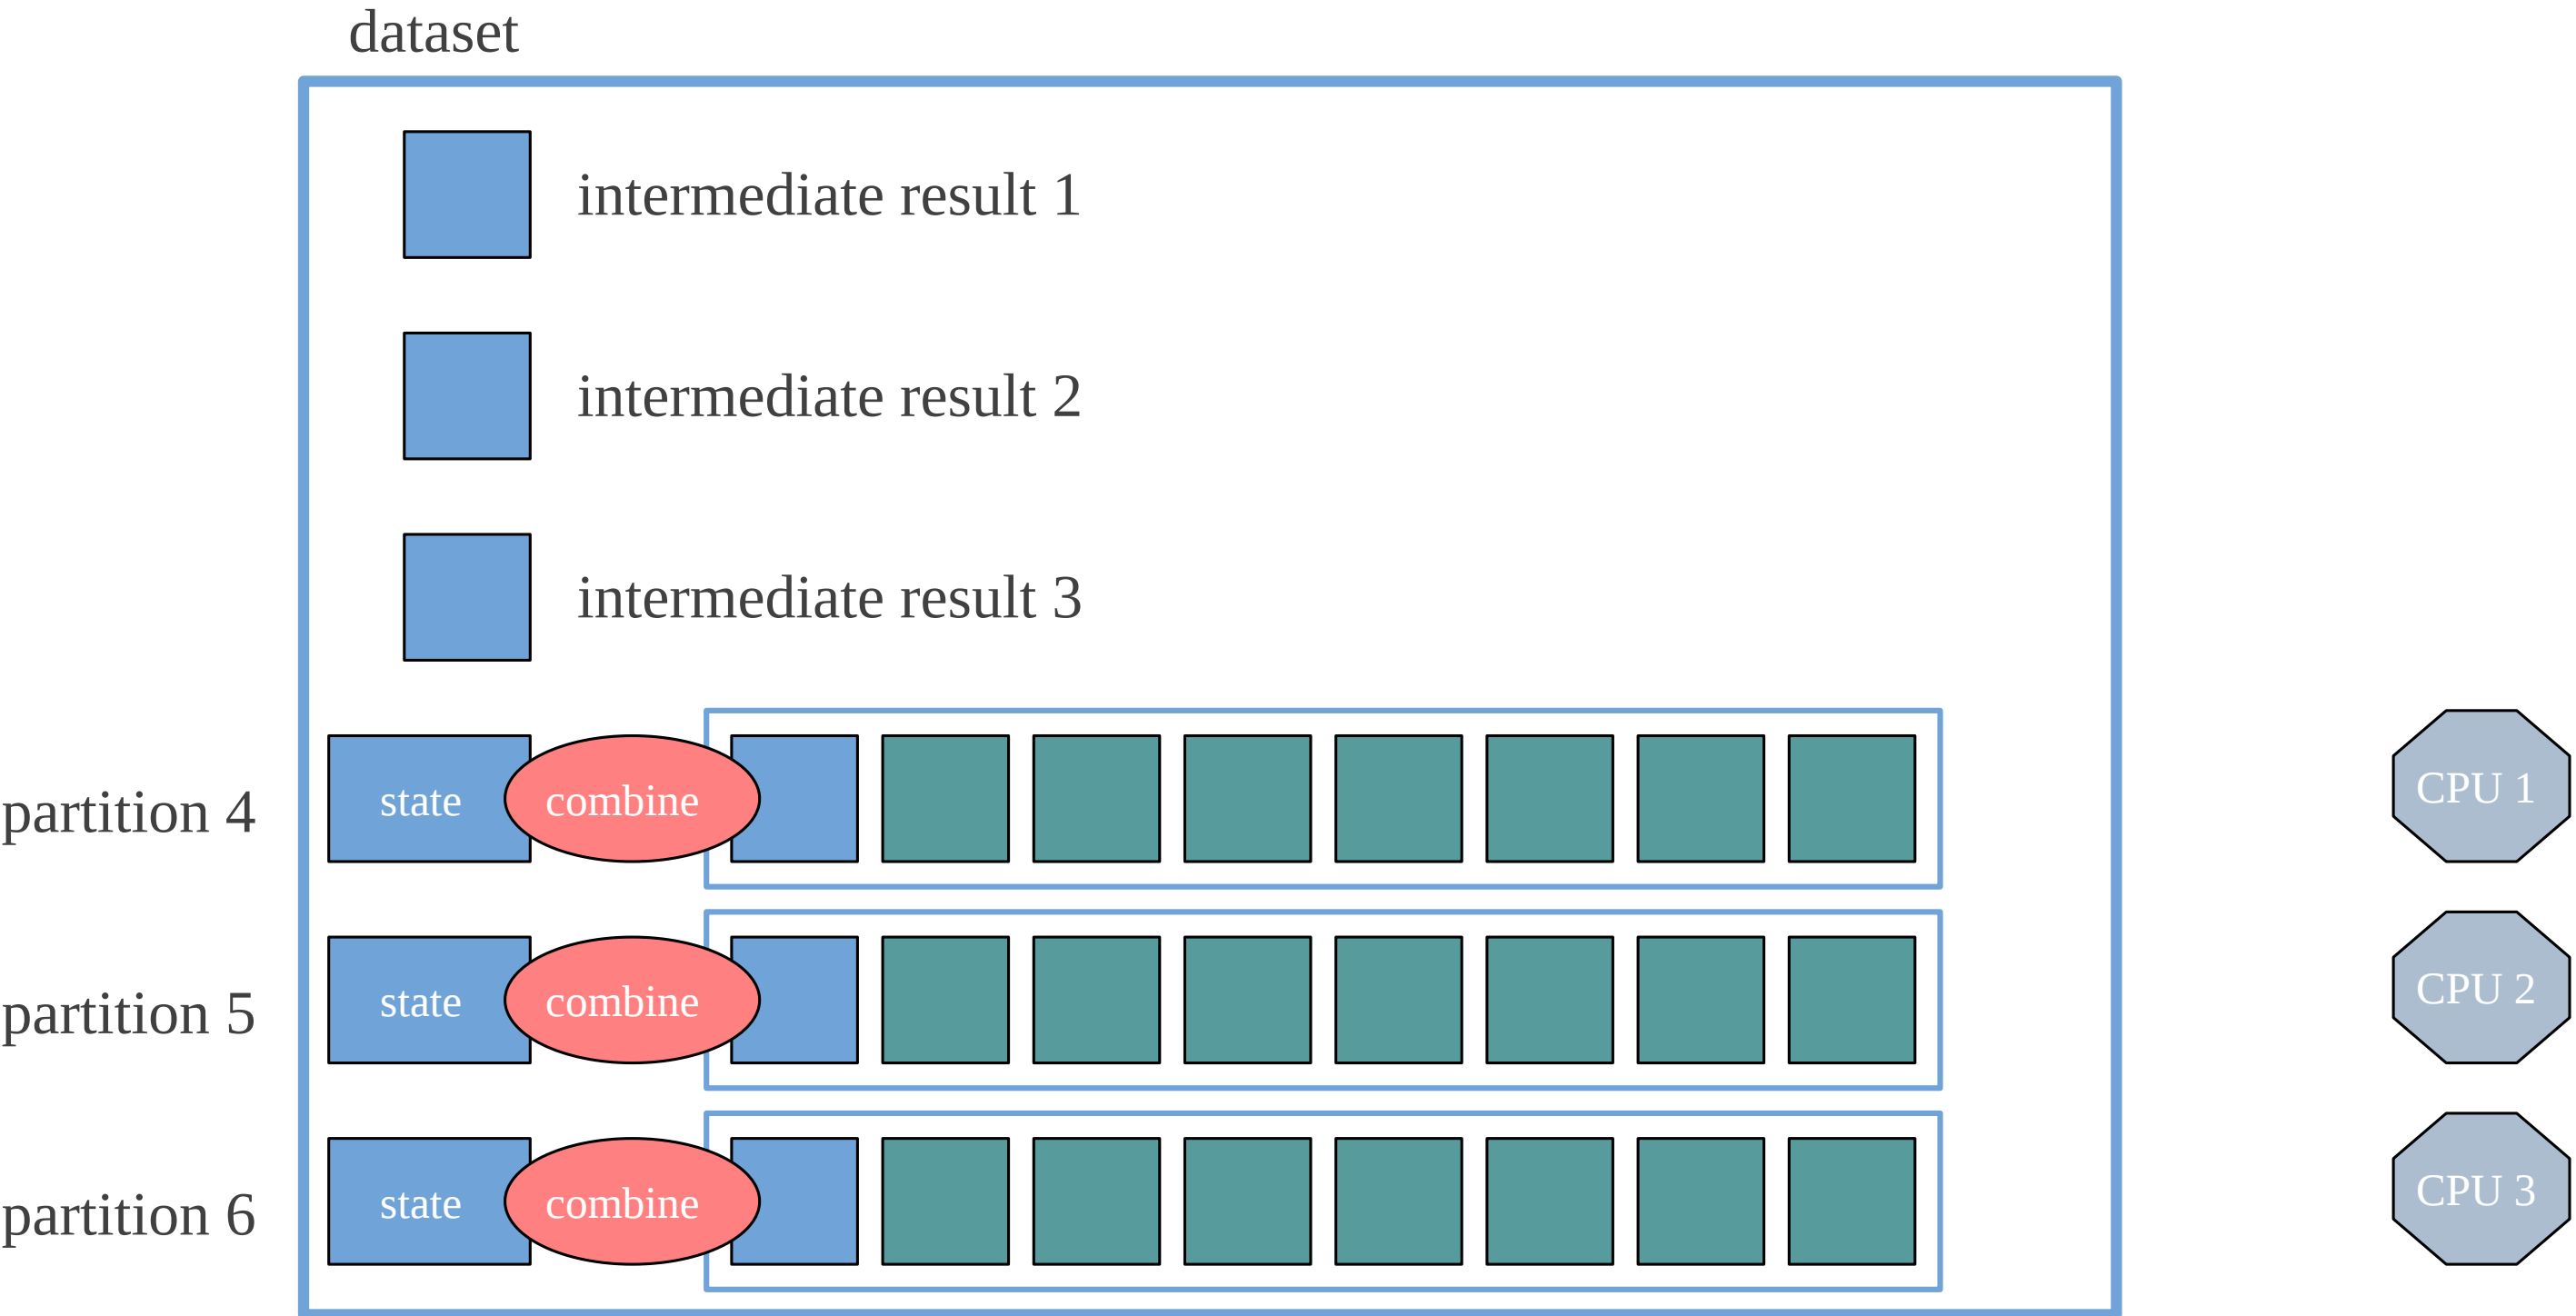 dataset
intermediate result 1
intermediate result 2
intermediate result 3
partition 4 state combine CPU 1
partition 5 state combine CPU 2
partition 6 state combine CPU 3